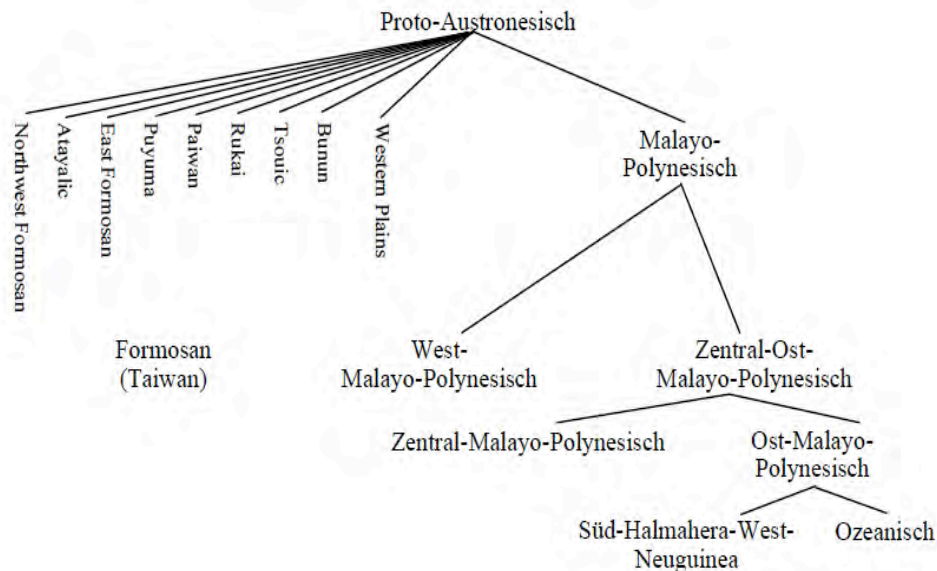 Proto-Austronesisch
Northwest Formosan
Atayalic
East Formosan
Puyuma
Paiwan
Rukai
Tsouic
Bunun
Western Plains
Malayo-
Polynesisch
Formosan
(Taiwan)
West-
Malayo-Polynesisch
Zentral-Ost-
Malayo-Polynesisch
Zentral-Malayo-Polynesisch
Ost-Malayo-
Polynesisch
Süd-Halmahera-West-
Neuguinea
Ozeanisch